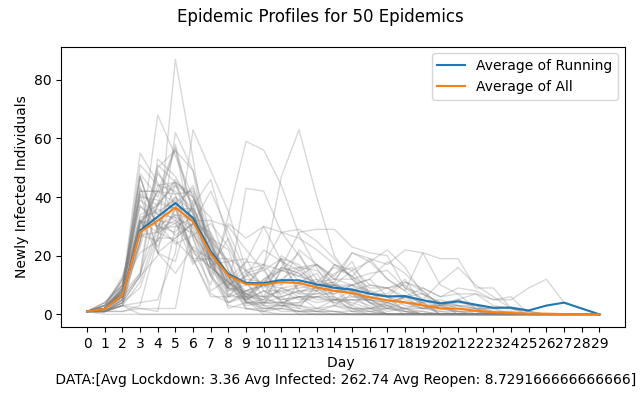 Epidemic Profiles for 50 Epidemics
Average of Running
Average of All
80
60
40
20
0
Newly Infected Individuals
0 1 2 3 4 5 6 7 8 9 10 11 12 13 14 15 16 17 18 19 20 21 22 23 24 25 26 27 28 29
Day
DATA:[Avg Lockdown: 3.36 Avg Infected: 262.74 Avg Reopen: 8.729166666666666]